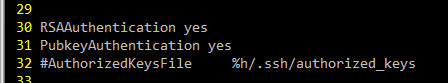 29
30 RSAAuthentication yes
31 PubkeyAuthentication yes
32 #AuthorizedKeysFile     %h/.ssh/authorized_keys
33